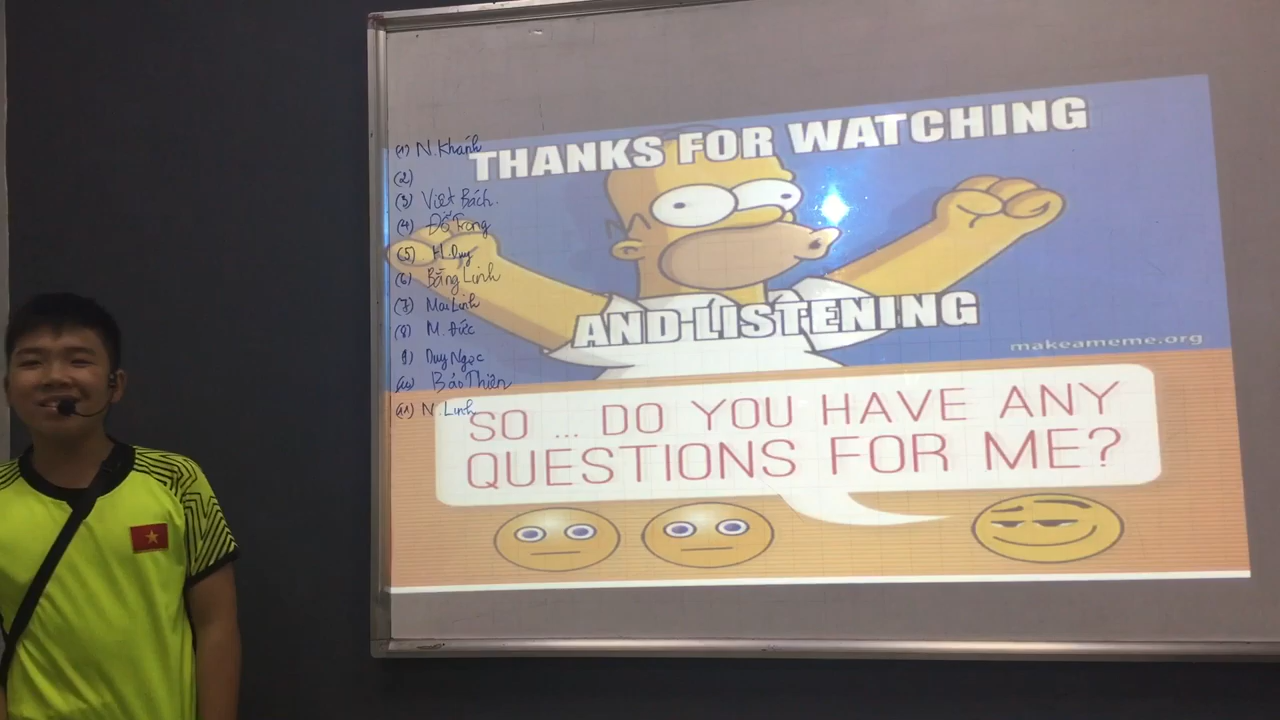 THANKS FOR WATCHING
AND LISTENING
makeameme.org
(1) N. Khánh
(2)
(3) Việt Bách.
(4) Đỗ Trong
(5) H. Duy
(6) Bằng Linh
(7) Mai Linh
(8) M. Đức
9) Duy Ngọc
(10) Bảo Thiên
(11) N. Linh
SO ... DO YOU HAVE ANY
QUESTIONS FOR ME?